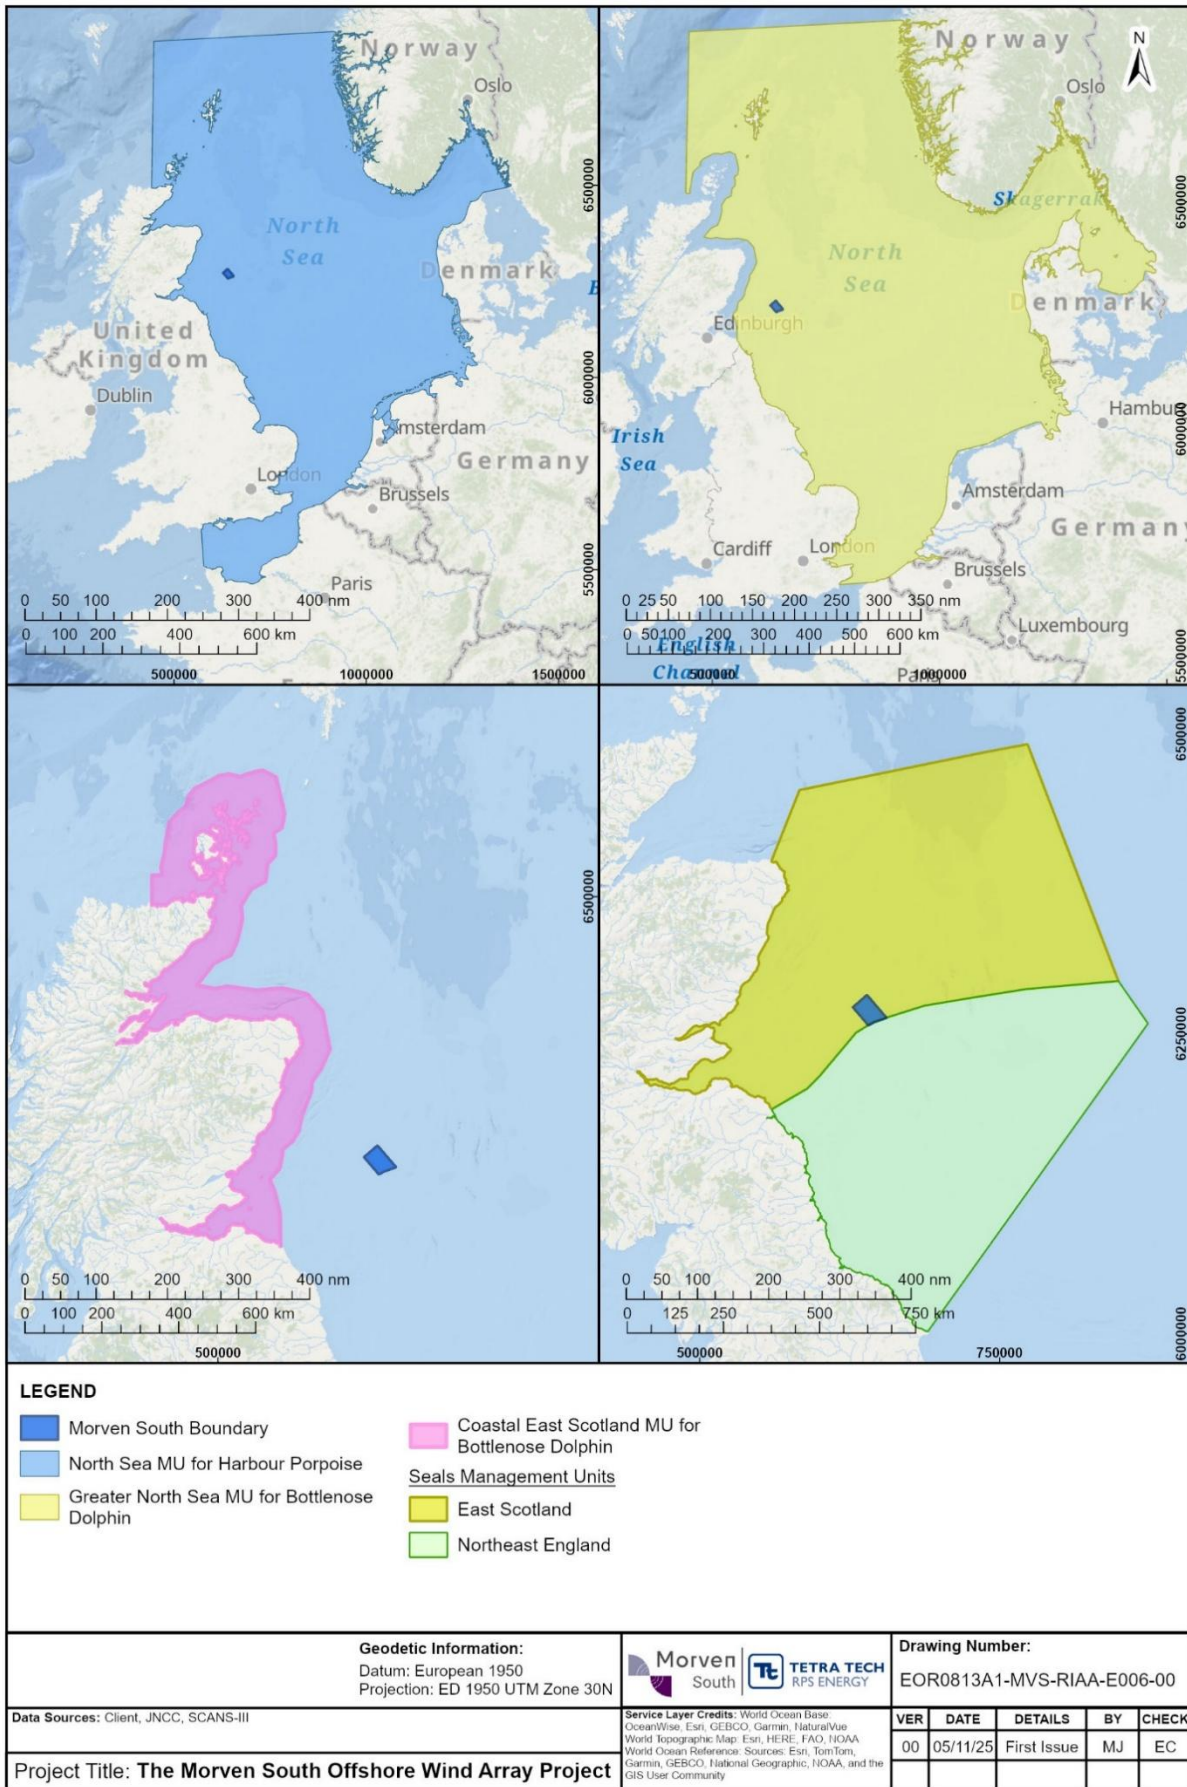 Norway
Oslo
North
Sea
Denmark
United
Kingdom
Dublin
msterdam
London
Germany
Brussels
Paris
0 50 100 200 300 400 nm
0 100 200 400 600 km
500000 1000000 1500000
6500000
6000000
5500000
N
Norway
Oslo
Skagerrak
North
Sea
Denmark
Edinburgh
Hambu
Irish
Sea
Amsterdam
Germany
Cardiff
London
Brussels
Luxembourg
English
Channel
Paris
0 25 50 100 150 200 250 300 350 nm
0 50 100 200 300 400 500 600 km
500000 1000000
6500000
6000000
5500000
6500000
0 50 100 200 300 400 nm
0 100 200 400 600 km
500000
6500000
6250000
6000000
0 50 100 200 300 400 nm
0 125 250 500 750 km
500000 750000
LEGEND
Morven South Boundary
North Sea MU for Harbour Porpoise
Greater North Sea MU for Bottlenose
Dolphin
Coastal East Scotland MU for
Bottlenose Dolphin
Seals Management Units
East Scotland
Northeast England
Geodetic Information:
Datum: European 1950
Projection: ED 1950 UTM Zone 30N
Morven
South
Tt
TETRA TECH
RPS ENERGY
Drawing Number:
EOR0813A1-MVS-RIAA-E006-00
Data Sources: Client, JNCC, SCANS-III
Service Layer Credits: World Ocean Base:
OceanWise, Esri, GEBCO, Garmin, NaturalVue
World Topographic Map: Esri, HERE, FAO, NOAA
World Ocean Reference: Sources: Esri, TomTom,
Garmin, GEBCO, National Geographic, NOAA, and the
GIS User Community
VER DATE DETAILS BY CHECK
00 05/11/25 First Issue MJ EC
Project Title: The Morven South Offshore Wind Array Project